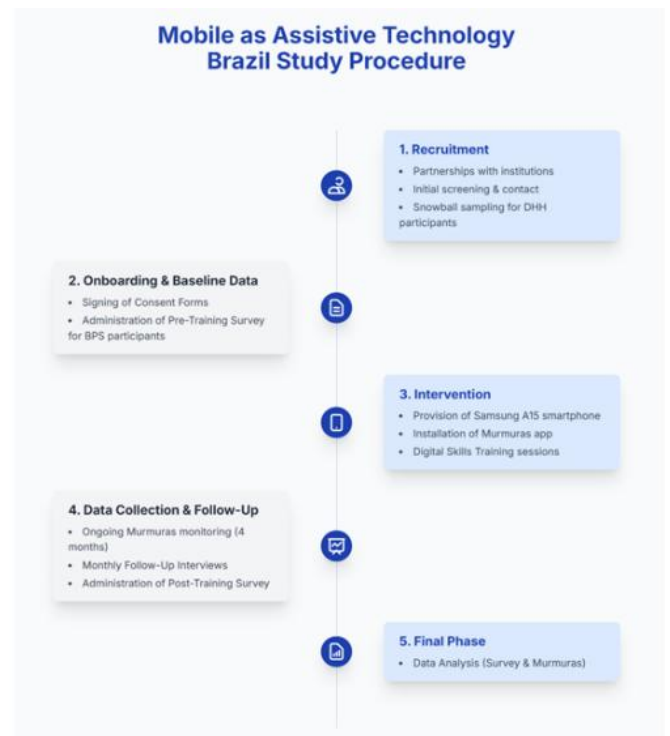 Mobile as Assistive Technology
Brazil Study Procedure
1. Recruitment
• Partnerships with institutions
• Initial screening & contact
• Snowball sampling for DHH
participants
2. Onboarding & Baseline Data
• Signing of Consent Forms
• Administration of Pre-Training Survey
for BPS participants
3. Intervention
• Provision of Samsung A15 smartphone
• Installation of Murmuras app
• Digital Skills Training sessions
4. Data Collection & Follow-Up
• Ongoing Murmuras monitoring (4
months)
• Monthly Follow-Up Interviews
• Administration of Post-Training Survey
5. Final Phase
• Data Analysis (Survey & Murmuras)